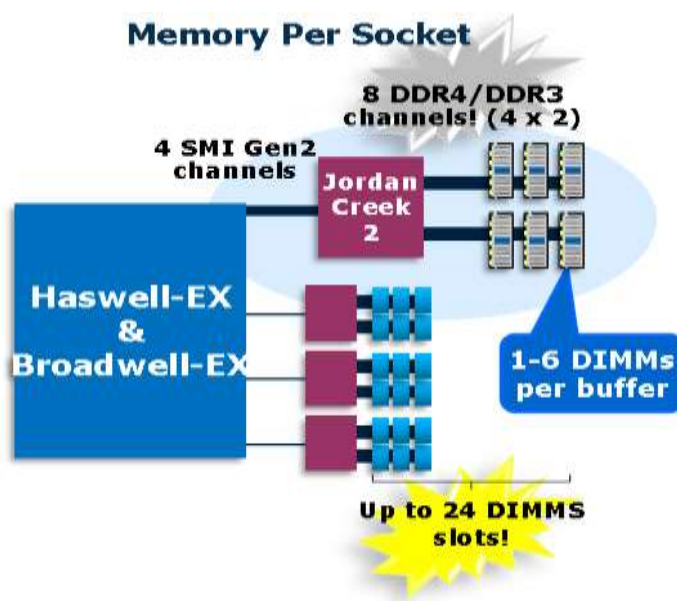 Memory Per Socket
8 DDR4/DDR3
channels! (4 x 2)
4 SMI Gen2
channels
Jordan
Creek
2
Haswell-EX
&
Broadwell-EX
1-6 DIMMs
per buffer
Up to 24 DIMMS
slots!